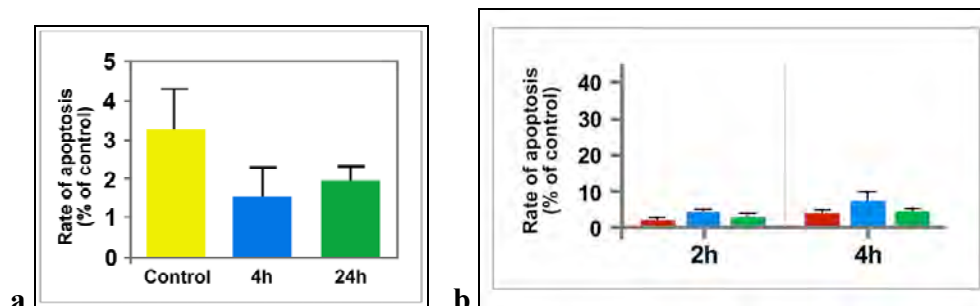 a
Rate of apoptosis
(% of control)
5
4
3
2
1
0
Control 4h 24h
b
Rate of apoptosis
(% of control)
40
30
20
10
0
2h 4h